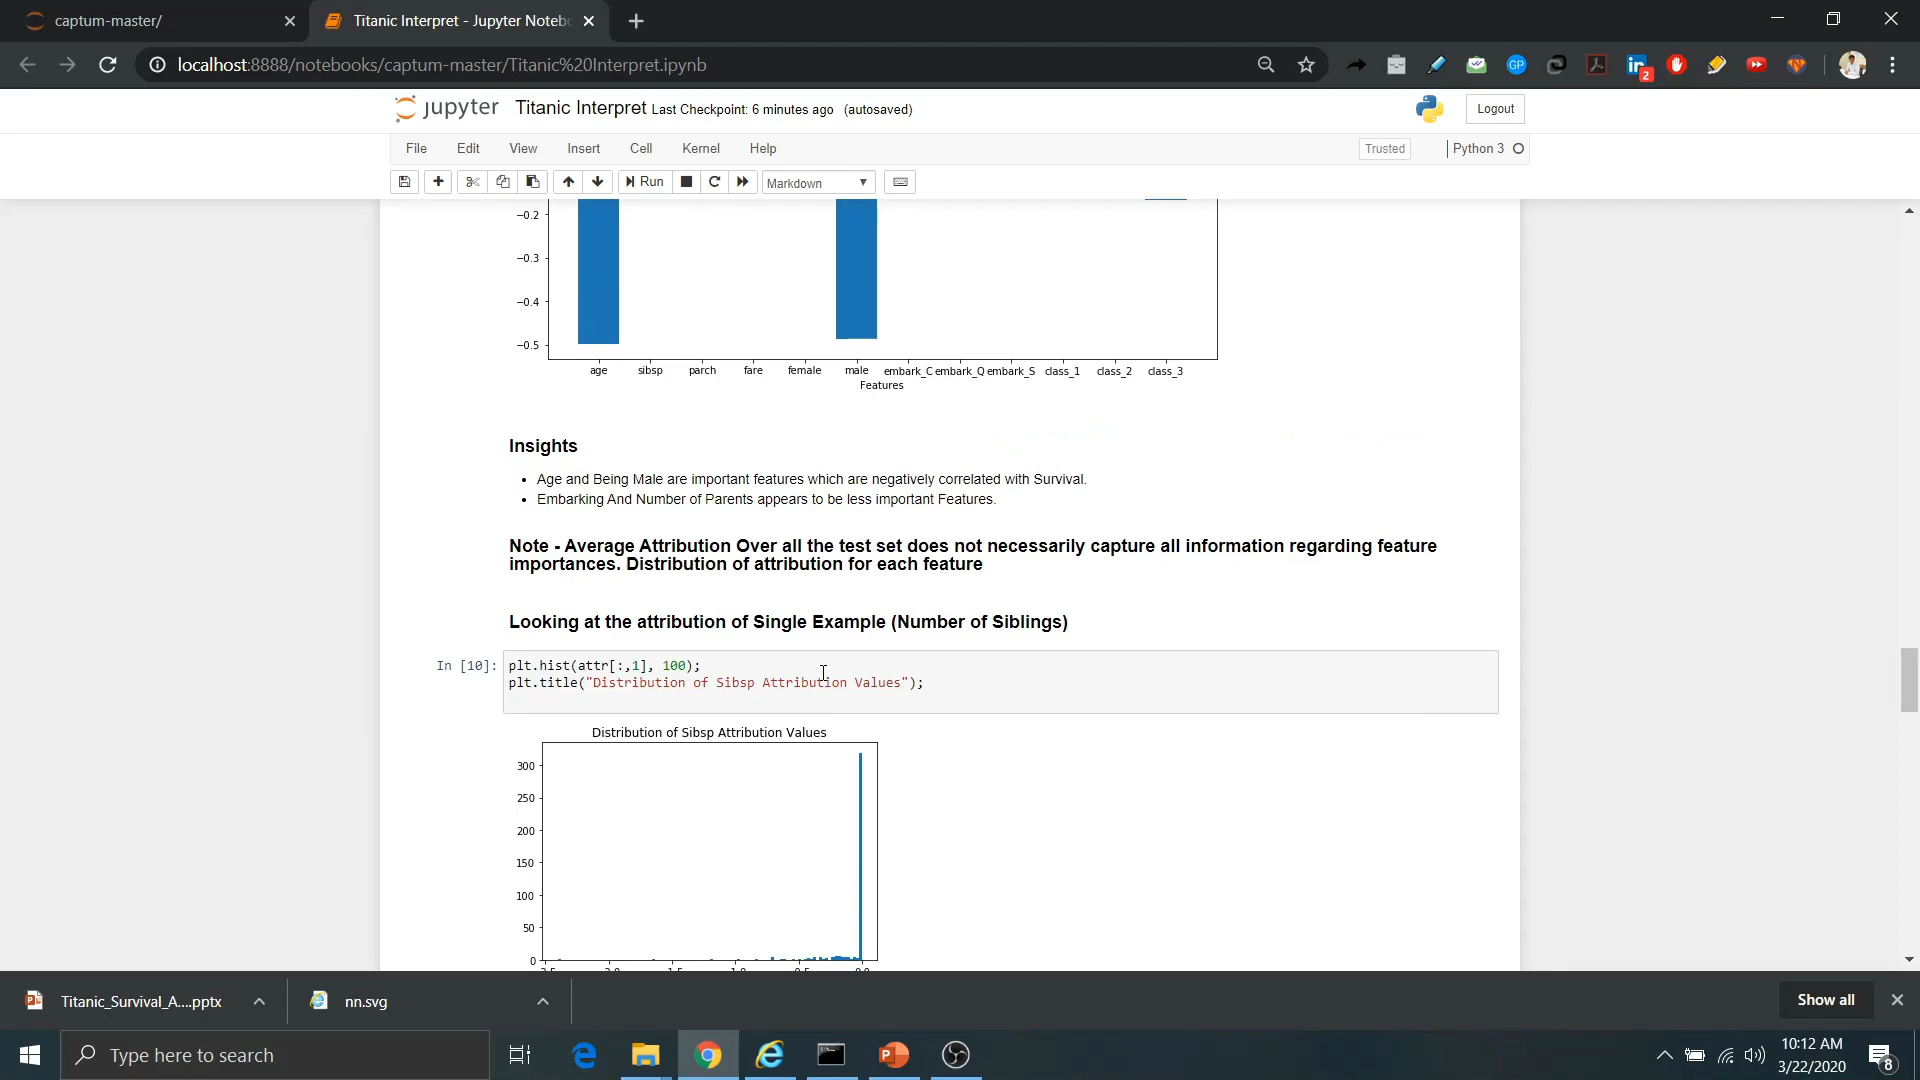 captum-master/
Titanic Interpret - Jupyter Noteb
localhost:8888/notebooks/captum-master/Titanic%20Interpret.ipynb
GP
2
jupyter Titanic Interpret Last Checkpoint: 6 minutes ago (autosaved)
Logout
File Edit View Insert Cell Kernel Help
Trusted
Python 3
Run
Markdown
−0.2
−0.3
−0.4
−0.5
age sibsp parch fare female male embark_C embark_Q embark_S class_1 class_2 class_3
Features
Insights
• Age and Being Male are important features which are negatively correlated with Survival.
• Embarking And Number of Parents appears to be less important Features.
Note - Average Attribution Over all the test set does not necessarily capture all information regarding feature
importances. Distribution of attribution for each feature
Looking at the attribution of Single Example (Number of Siblings)
In [10]: plt.hist(attr[:,1], 100);
plt.title("Distribution of Sibsp Attribution Values");
Distribution of Sibsp Attribution Values
300
250
200
150
100
50
0
Titanic_Survival_A....pptx
nn.svg
Show all
Type here to search
10:12 AM
3/22/2020
8